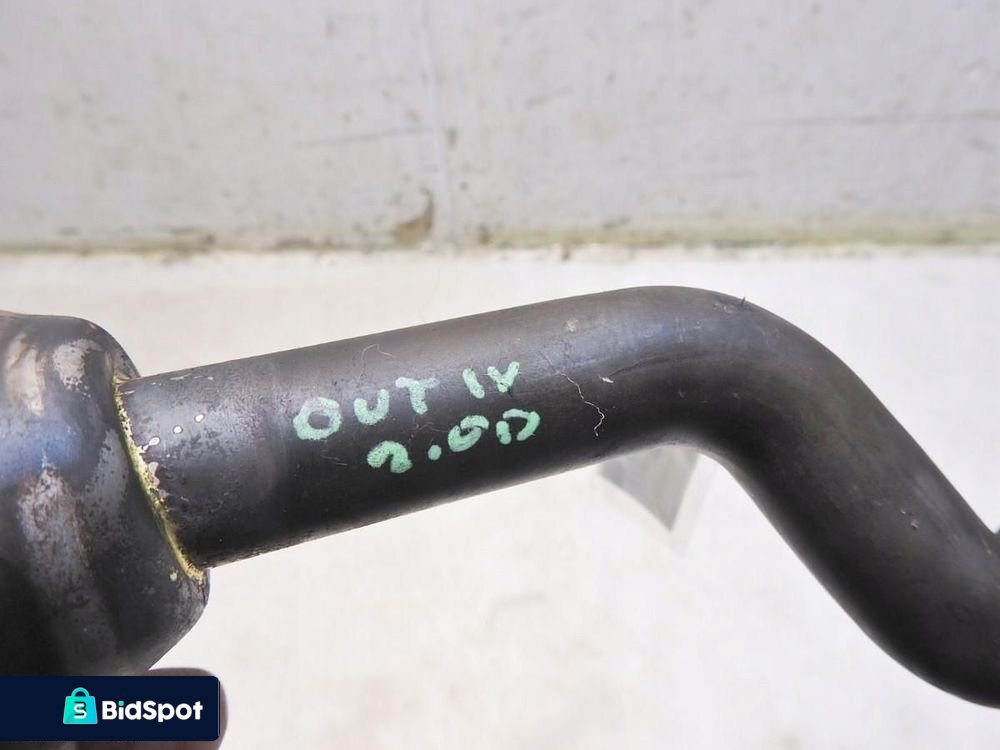 OUT IV
2.0D
BidSpot